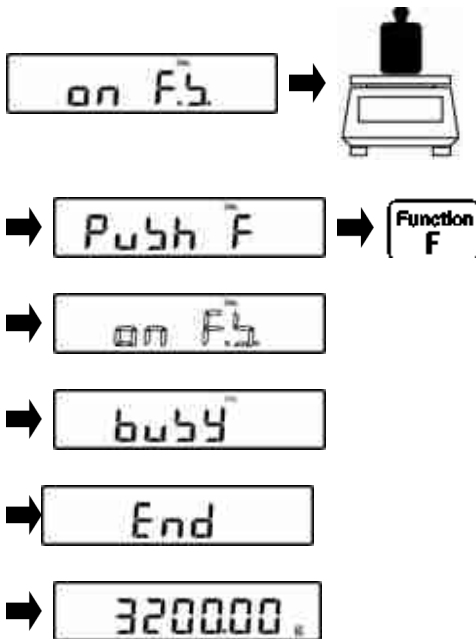 on F.S.
PuSh F
Function
F
on F.S.
buSY
End
3200.00 g